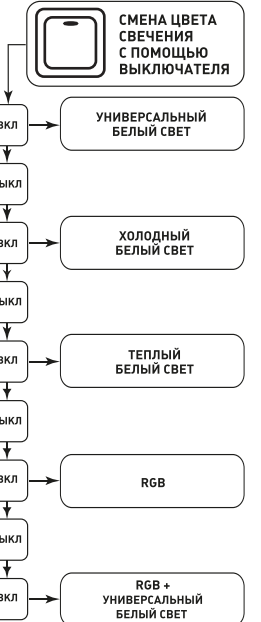 СМЕНА ЦВЕТА
СВЕЧЕНИЯ
С ПОМОЩЬЮ
ВЫКЛЮЧАТЕЛЯ
ВКЛ
УНИВЕРСАЛЬНЫЙ
БЕЛЫЙ СВЕТ
ЫКЛ
ВКЛ
ХОЛОДНЫЙ
БЕЛЫЙ СВЕТ
ЫКЛ
ВКЛ
ТЕПЛЫЙ
БЕЛЫЙ СВЕТ
ЫКЛ
ВКЛ
RGB
ЫКЛ
ВКЛ
RGB +
УНИВЕРСАЛЬНЫЙ
БЕЛЫЙ СВЕТ